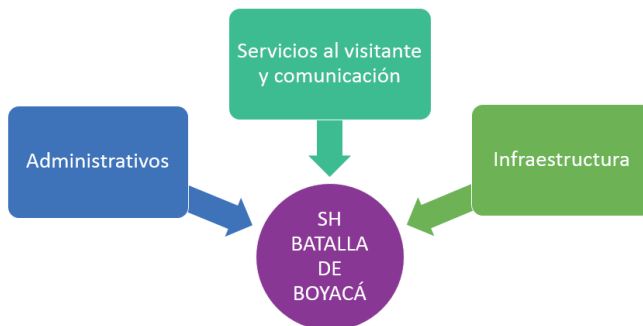 Servicios al visitante
y comunicación
Administrativos
Infraestructura
SH
BATALLA
DE
BOYACÁ